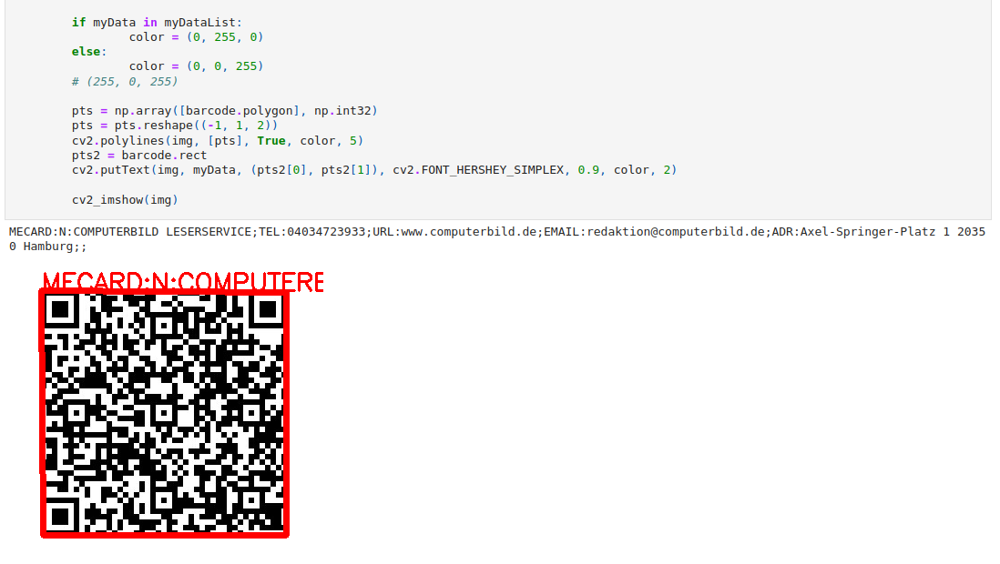 if myData in myDataList:
color = (0, 255, 0)
else:
color = (0, 0, 255)
# (255, 0, 255)
pts = np.array([barcode.polygon], np.int32)
pts = pts.reshape((-1, 1, 2))
cv2.polylines(img, [pts], True, color, 5)
pts2 = barcode.rect
cv2.putText(img, myData, (pts2[0], pts2[1]), cv2.FONT_HERSHEY_SIMPLEX, 0.9, color, 2)
cv2_imshow(img)
MECARD:N:COMPUTERBILD LESERSERVICE;TEL:04034723933;URL:www.computerbild.de;EMAIL:redaktion@computerbild.de;ADR:Axel-Springer-Platz 1 2035
0 Hamburg;;
MECARD:N:COMPUTERE